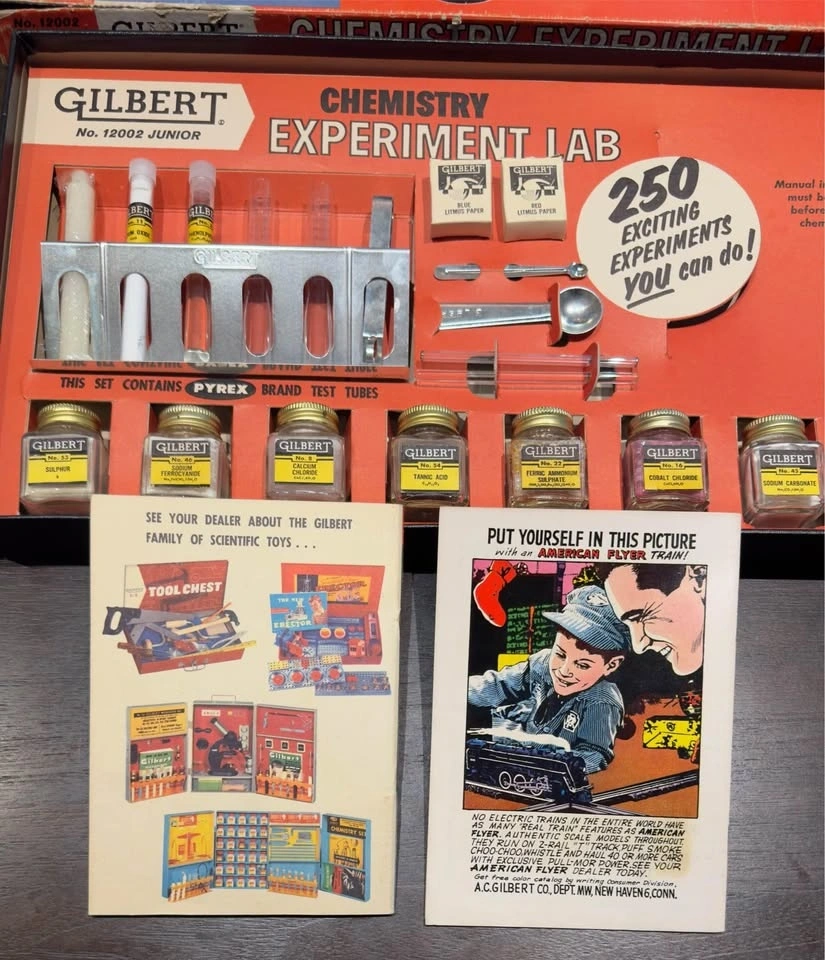 No. 12002 GILBERT CHEMISTRY EXPERIMENT L
GILBERT
No. 12002 JUNIOR
CHEMISTRY
EXPERIMENT LAB
250
EXCITING
EXPERIMENTS
YOU can do!
Manual in
must b
before
chem
GILBERT
BLUE
LITMUS PAPER
GILBERT
RED
LITMUS PAPER
GILBERT
THIS SET CONTAINS PYREX BRAND TEST TUBES
GILBERT
No. 53
SULPHUR
S
GILBERT
No. 46
SODIUM
FERROCYANIDE
GILBERT
No. 8
CALCIUM
CHLORIDE
GILBERT
No. 54
TANNIC ACID
GILBERT
No. 22
FERRIC AMMONIUM
SULPHATE
GILBERT
No. 16
COBALT CHLORIDE
GILBERT
No. 45
SODIUM CARBONATE
SEE YOUR DEALER ABOUT THE GILBERT
FAMILY OF SCIENTIFIC TOYS . . .
TOOL CHEST
THE NEW
ERECTOR
Gilbert
Gilbert
CHEMISTRY SET
PUT YOURSELF IN THIS PICTURE
with an AMERICAN FLYER TRAIN!
NO ELECTRIC TRAINS IN THE ENTIRE WORLD HAVE
AS MANY "REAL TRAIN" FEATURES AS AMERICAN
FLYER. AUTHENTIC SCALE MODELS THROUGHOUT.
THEY RUN ON 2-RAIL "T" TRACK, PUFF SMOKE,
CHOO-CHOO, WHISTLE AND HAUL 40 OR MORE CARS
WITH EXCLUSIVE PULL-MOR POWER. SEE YOUR
AMERICAN FLYER DEALER TODAY.
Get free color catalog by writing Consumer Division,
A.C. GILBERT CO., DEPT. MW, NEW HAVEN 6, CONN.